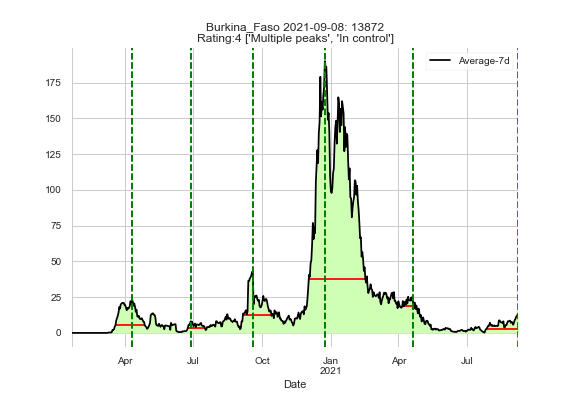 Burkina_Faso 2021-09-08: 13872
Rating:4 ['Multiple peaks', 'In control']
Average-7d
175
150
125
100
75
50
25
0
Apr
Jul
Oct
Jan
2021
Apr
Jul
Date